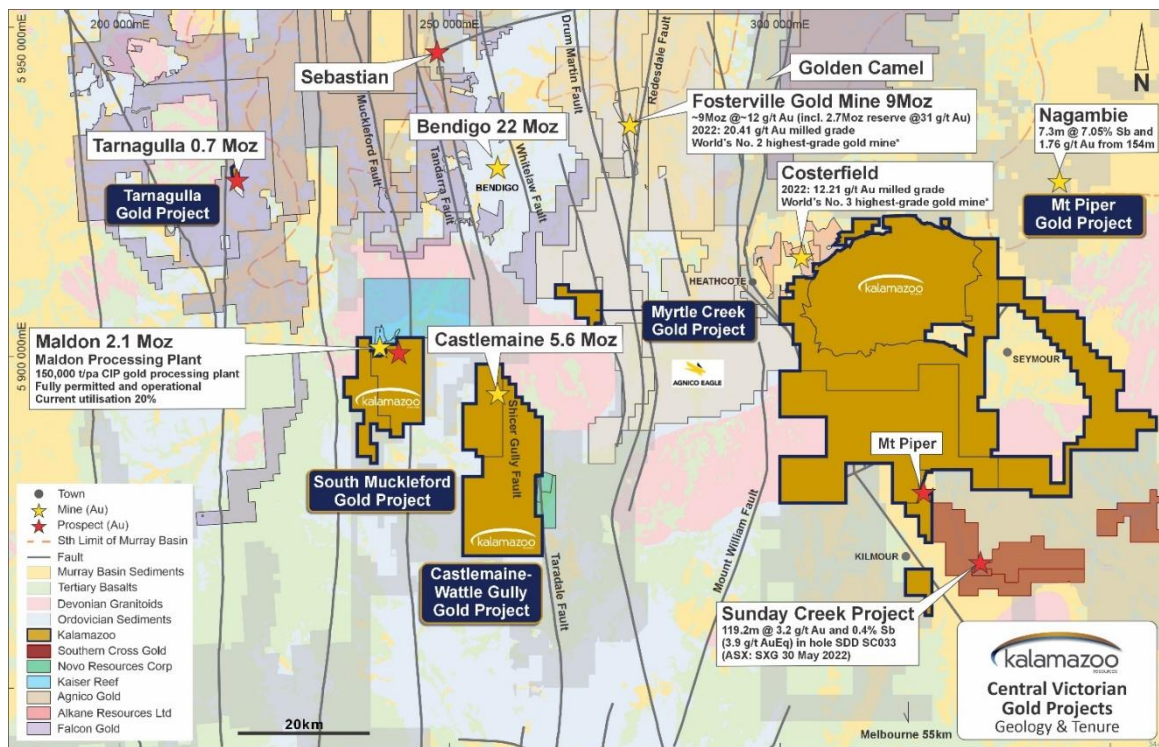 200 000mE
250 000mE
300 000mE
5 950 000mE
5 900 000mE
N
Sebastian
Drum Martin Fault
Redesdale Fault
Golden Camel
Muckleford Fault
Tandarra Fault
Whitelaw Fault
Bendigo 22 Moz
BENDIGO
Fosterville Gold Mine 9Moz
~9Moz @~12 g/t Au (incl. 2.7Moz reserve @31 g/t Au)
2022: 20.41 g/t Au milled grade
World's No. 2 highest-grade gold mine*
Nagambie
7.3m @ 7.05% Sb and
1.76 g/t Au from 154m
Mt Piper
Gold Project
Tarnagulla 0.7 Moz
Tarnagulla
Gold Project
Costerfield
2022: 12.21 g/t Au milled grade
World's No. 3 highest-grade gold mine*
HEATHCOTE
kalamazoo
Myrtle Creek
Gold Project
Maldon 2.1 Moz
Maldon Processing Plant
150,000 t/pa CIP gold processing plant
Fully permitted and operational
Current utilisation 20%
Castlemaine 5.6 Moz
AGNICO EAGLE
SEYMOUR
kalamazoo
Shicer Gully Fault
Mt Piper
South Muckleford
Gold Project
kalamazoo
Castlemaine-
Wattle Gully
Gold Project
Taradale Fault
Mount William Fault
KILMOUR
Sunday Creek Project
119.2m @ 3.2 g/t Au and 0.4% Sb
(3.9 g/t AuEq) in hole SDD SC033
(ASX: SXG 30 May 2022)
Town
Mine (Au)
Prospect (Au)
Sth Limit of Murray Basin
Fault
Murray Basin Sediments
Tertiary Basalts
Devonian Granitoids
Ordovician Sediments
Kalamazoo
Southern Cross Gold
Novo Resources Corp
Kaiser Reef
Agnico Gold
Alkane Resources Ltd
Falcon Gold
20km
Melbourne 55km
kalamazoo
RESOURCES
Central Victorian
Gold Projects
Geology & Tenure